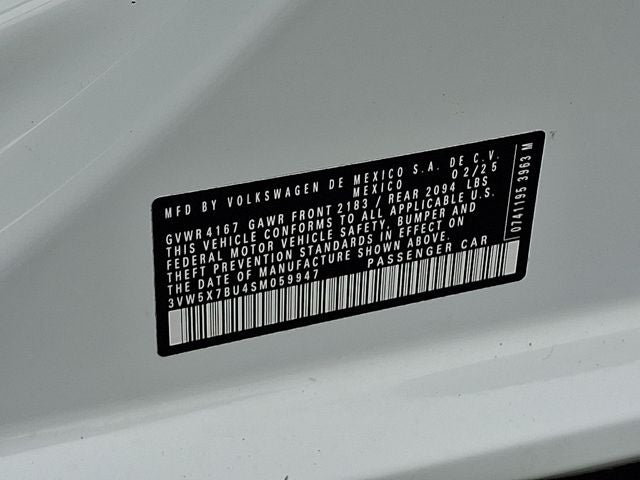 MFD BY VOLKSWAGEN DE MEXICO S.A. DE C.V.
MEXICO 02/25
GVWR 4167 GAWR FRONT 2183 / REAR 2094 LBS
THIS VEHICLE CONFORMS TO ALL APPLICABLE U.S.
FEDERAL MOTOR VEHICLE SAFETY, BUMPER AND
THEFT PREVENTION STANDARDS IN EFFECT ON
THE DATE OF MANUFACTURE SHOWN ABOVE.
3VW5X7BU4SM059947 PASSENGER CAR
0741195 3963 M